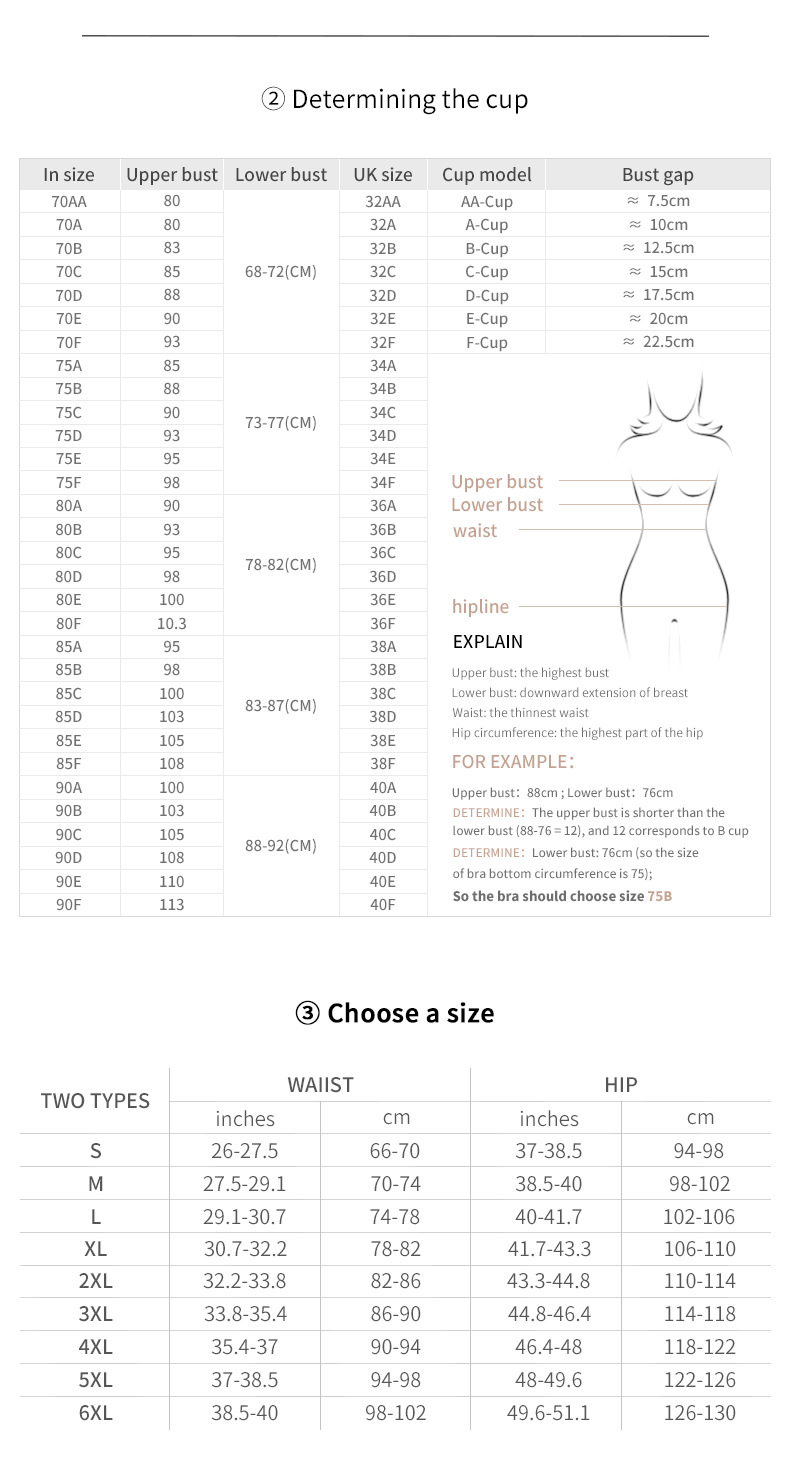 ② Determining the cup
In size Upper bust Lower bust UK size Cup model Bust gap
70AA 80 32AA AA-Cup ≈ 7.5cm
70A 80 32A A-Cup ≈ 10cm
70B 83 32B B-Cup ≈ 12.5cm
70C 85 68-72(CM) 32C C-Cup ≈ 15cm
70D 88 32D D-Cup ≈ 17.5cm
70E 90 32E E-Cup ≈ 20cm
70F 93 32F F-Cup ≈ 22.5cm
75A 85 34A
75B 88 34B
75C 90 73-77(CM) 34C
75D 93 34D
75E 95 34E
75F 98 34F
80A 90 36A
80B 93 36B
80C 95 78-82(CM) 36C
80D 98 36D
80E 100 36E
80F 10.3 36F
85A 95 38A
85B 98 38B
85C 100 83-87(CM) 38C
85D 103 38D
85E 105 38E
85F 108 38F
90A 100 40A
90B 103 40B
90C 105 88-92(CM) 40C
90D 108 40D
90E 110 40E
90F 113 40F
Upper bust
Lower bust
waist
hipline
EXPLAIN
Upper bust: the highest bust
Lower bust: downward extension of breast
Waist: the thinnest waist
Hip circumference: the highest part of the hip
FOR EXAMPLE：
Upper bust：88cm ; Lower bust：76cm
DETERMINE：The upper bust is shorter than the
lower bust (88-76 = 12), and 12 corresponds to B cup
DETERMINE：Lower bust: 76cm (so the size
of bra bottom circumference is 75);
So the bra should choose size 75B
③ Choose a size
TWO TYPES WAIIST HIP
inches cm inches cm
S 26-27.5 66-70 37-38.5 94-98
M 27.5-29.1 70-74 38.5-40 98-102
L 29.1-30.7 74-78 40-41.7 102-106
XL 30.7-32.2 78-82 41.7-43.3 106-110
2XL 32.2-33.8 82-86 43.3-44.8 110-114
3XL 33.8-35.4 86-90 44.8-46.4 114-118
4XL 35.4-37 90-94 46.4-48 118-122
5XL 37-38.5 94-98 48-49.6 122-126
6XL 38.5-40 98-102 49.6-51.1 126-130